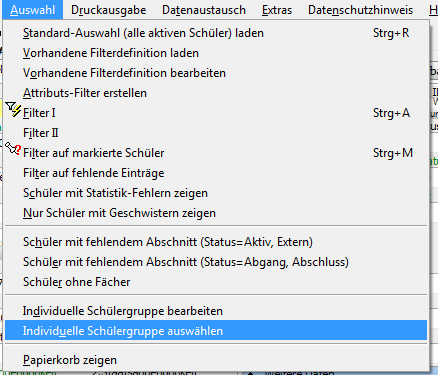 Auswahl Druckausgabe Datenaustausch Extras Datenschutzhinweis
Standard-Auswahl (alle aktiven Schüler) laden Strg+R
Vorhandene Filterdefinition laden
Vorhandene Filterdefinition bearbeiten
Attributs-Filter erstellen
Filter I Strg+A
Filter II
Filter auf markierte Schüler Strg+M
Filter auf fehlende Einträge
Schüler mit Statistik-Fehlern zeigen
Nur Schüler mit Geschwistern zeigen
Schüler mit fehlendem Abschnitt (Status=Aktiv, Extern)
Schüler mit fehlendem Abschnitt (Status=Abgang, Abschluss)
Schüler ohne Fächer
Individuelle Schülergruppe bearbeiten
Individuelle Schülergruppe auswählen
Papierkorb zeigen